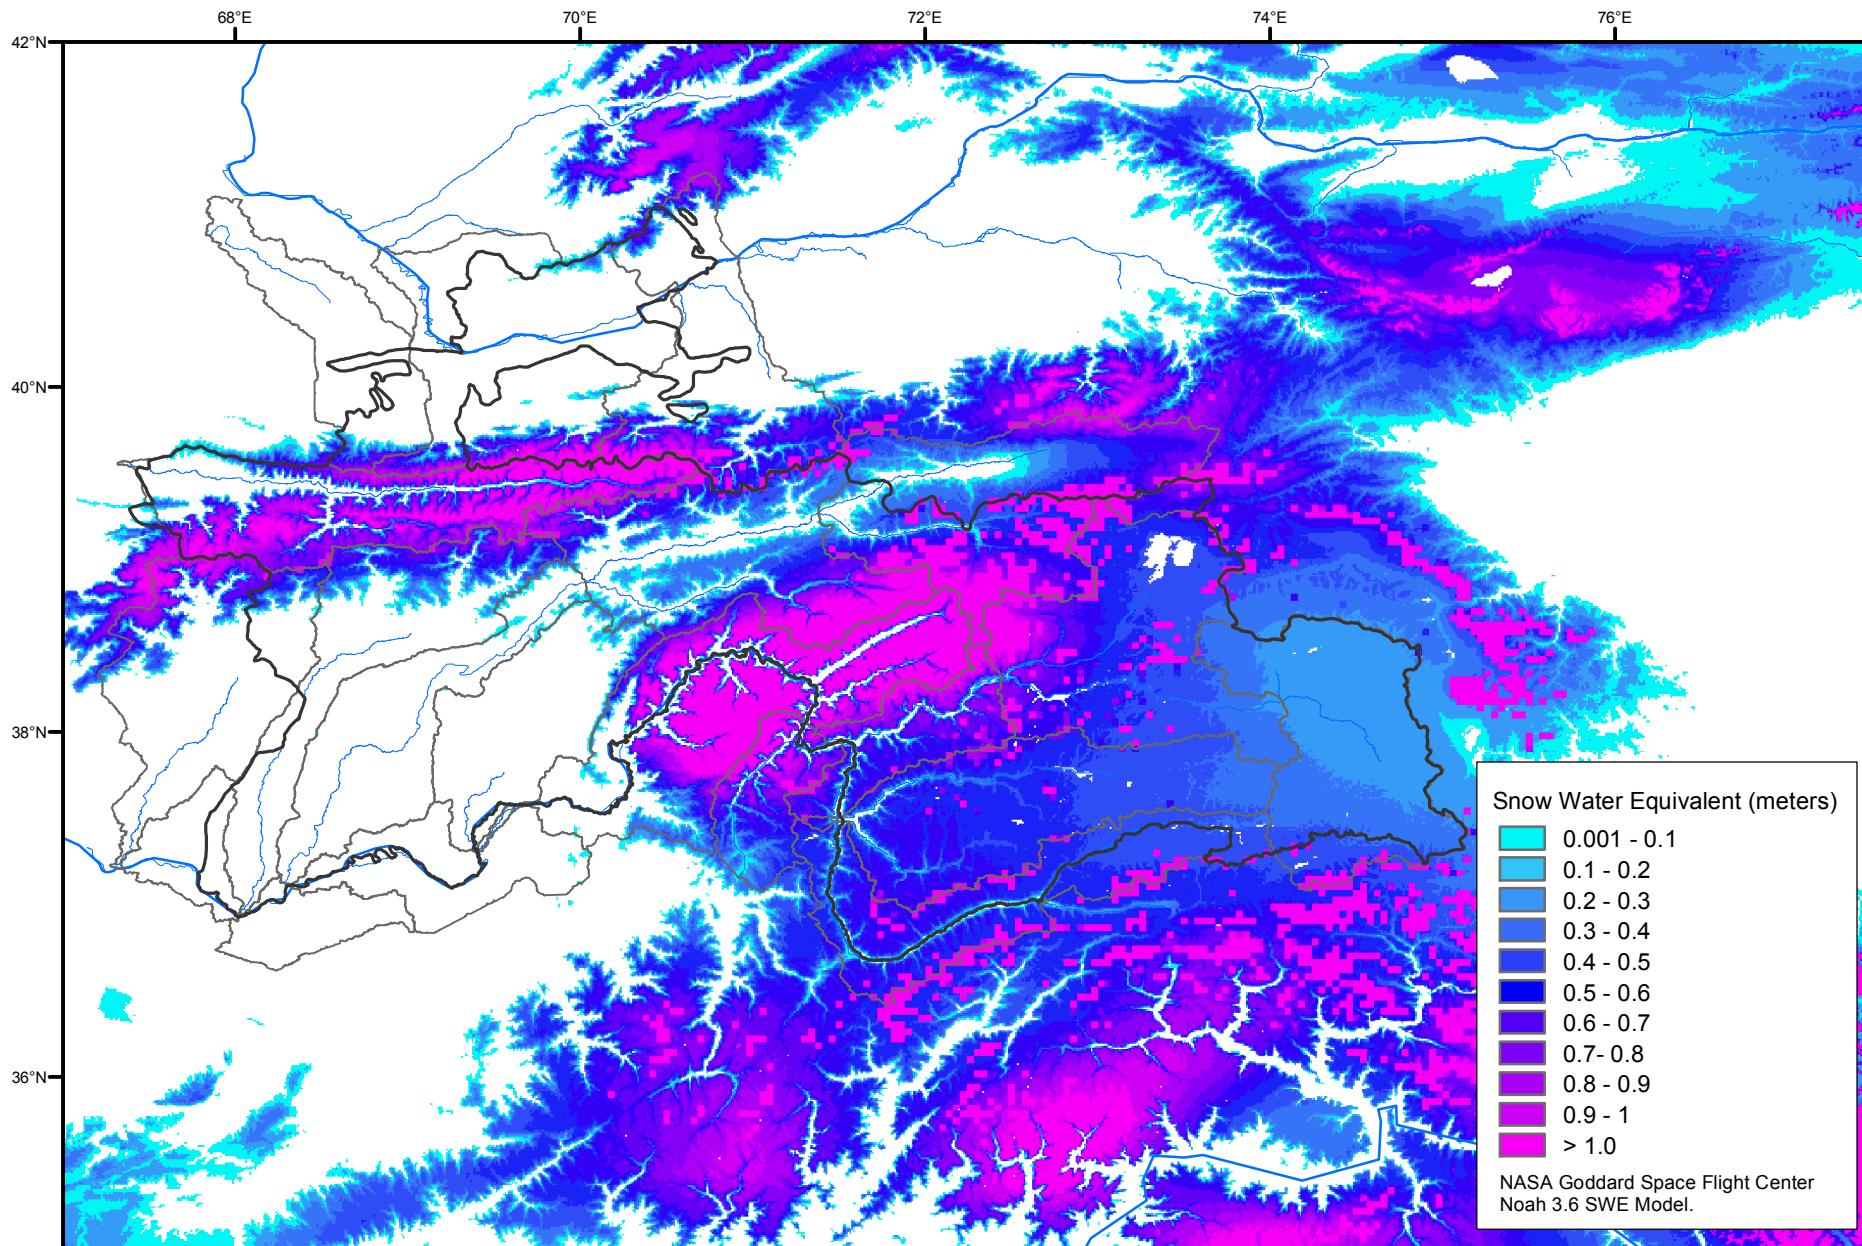 68°E 70°E 72°E 74°E 76°E
42°N
40°N
38°N
36°N
Snow Water Equivalent (meters)
0.001 - 0.1
0.1 - 0.2
0.2 - 0.3
0.3 - 0.4
0.4 - 0.5
0.5 - 0.6
0.6 - 0.7
0.7- 0.8
0.8 - 0.9
0.9 - 1
> 1.0
NASA Goddard Space Flight Center
Noah 3.6 SWE Model.